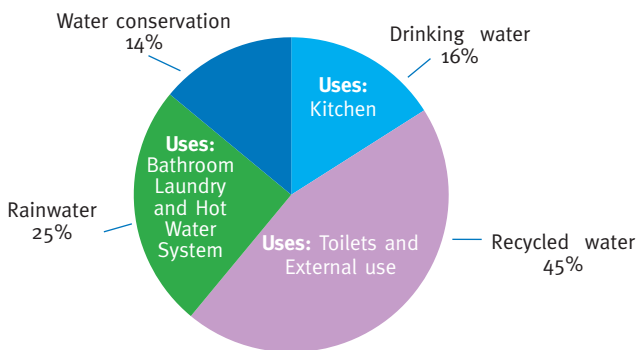 Water conservation
14%
Drinking water
16%
Uses:
Kitchen
Uses:
Bathroom
Laundry
and Hot
Water
System
Rainwater
25%
Uses: Toilets and
External use
Recycled water
45%